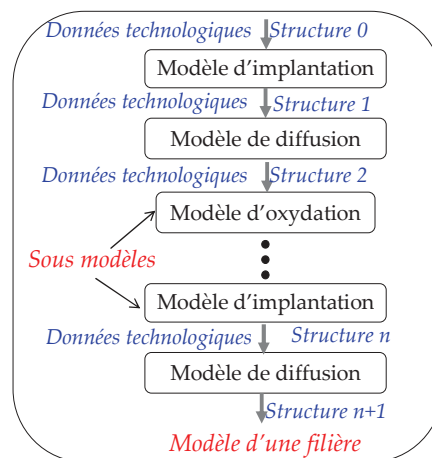 Données technologiques Structure 0
Modèle d'implantation
Données technologiques Structure 1
Modèle de diffusion
Données technologiques Structure 2
Modèle d'oxydation
Sous modèles
Modèle d'implantation
Données technologiques Structure n
Modèle de diffusion
Structure n+1
Modèle d'une filière